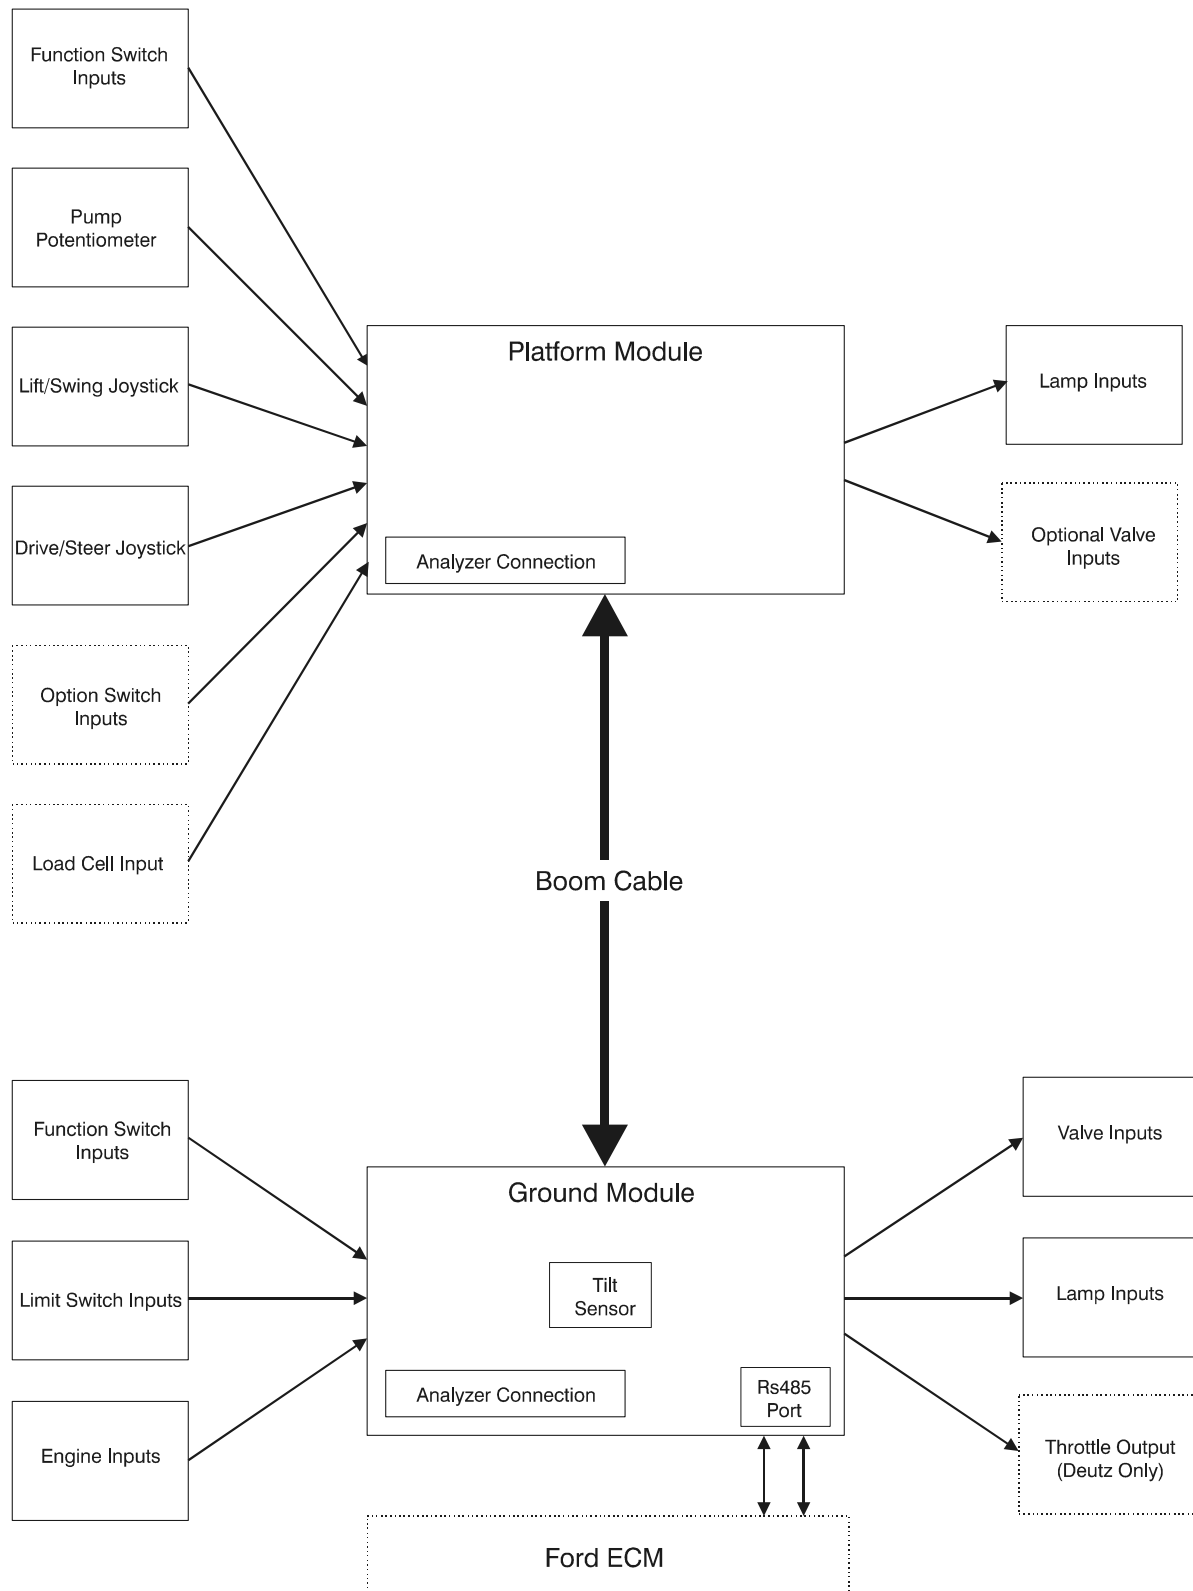 Function Switch
Inputs
Pump
Potentiometer
Lift/Swing Joystick
Drive/Steer Joystick
Option Switch
Inputs
Load Cell Input
Platform Module
Analyzer Connection
Lamp Inputs
Optional Valve
Inputs
Boom Cable
Function Switch
Inputs
Limit Switch Inputs
Engine Inputs
Ground Module
Tilt
Sensor
Analyzer Connection
Rs485
Port
Valve Inputs
Lamp Inputs
Throttle Output
(Deutz Only)
Ford ECM